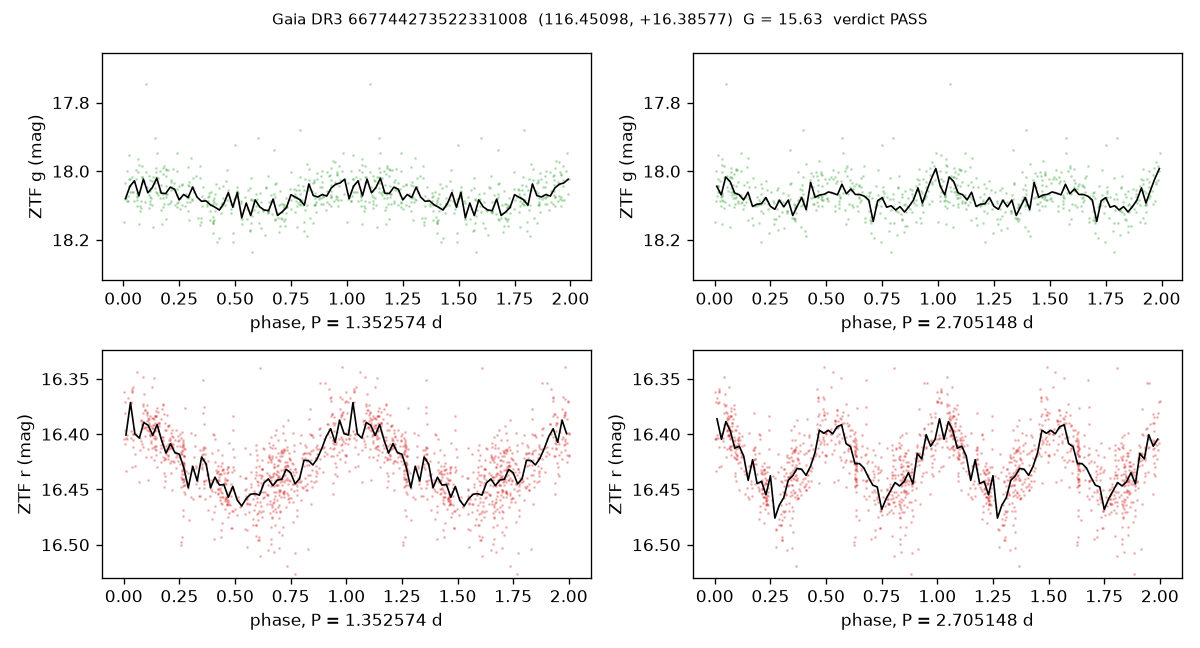 Gaia DR3 667744273522331008 (116.45098, +16.38577) G = 15.63 verdict PASS
ZTF g (mag)
17.8
18.0
18.2
0.00 0.25 0.50 0.75 1.00 1.25 1.50 1.75 2.00
phase, P = 1.352574 d
ZTF g (mag)
17.8
18.0
18.2
0.00 0.25 0.50 0.75 1.00 1.25 1.50 1.75 2.00
phase, P = 2.705148 d
ZTF r (mag)
16.35
16.40
16.45
16.50
0.00 0.25 0.50 0.75 1.00 1.25 1.50 1.75 2.00
phase, P = 1.352574 d
ZTF r (mag)
16.35
16.40
16.45
16.50
0.00 0.25 0.50 0.75 1.00 1.25 1.50 1.75 2.00
phase, P = 2.705148 d